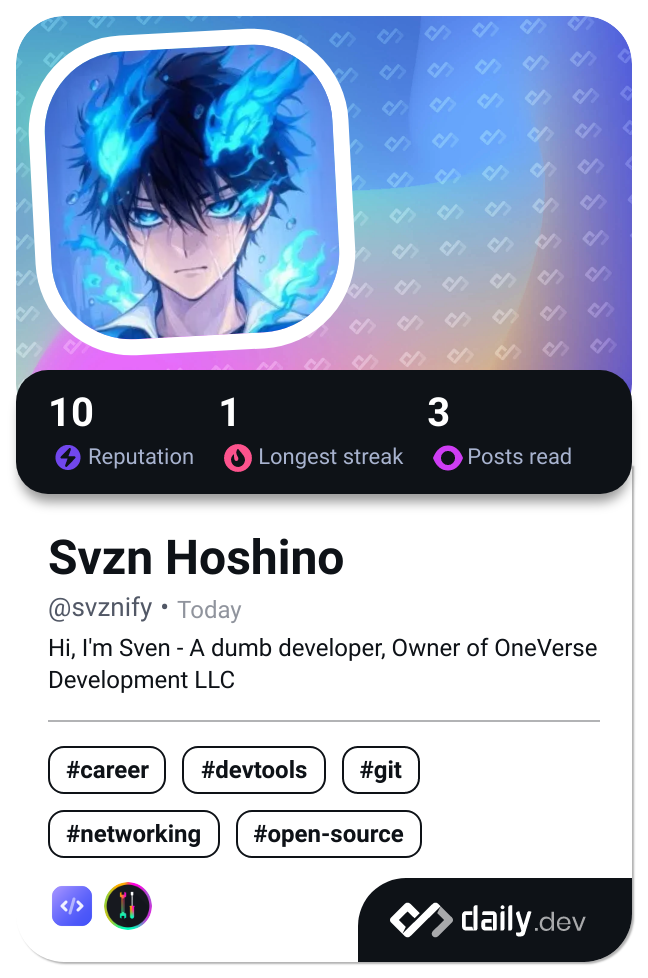 10 1 3
Reputation Longest streak Posts read
Svzn Hoshino
@svznify • Today
Hi, I'm Sven - A dumb developer, Owner of OneVerse
Development LLC
#career #devtools #git
#networking #open-source
</> daily.dev